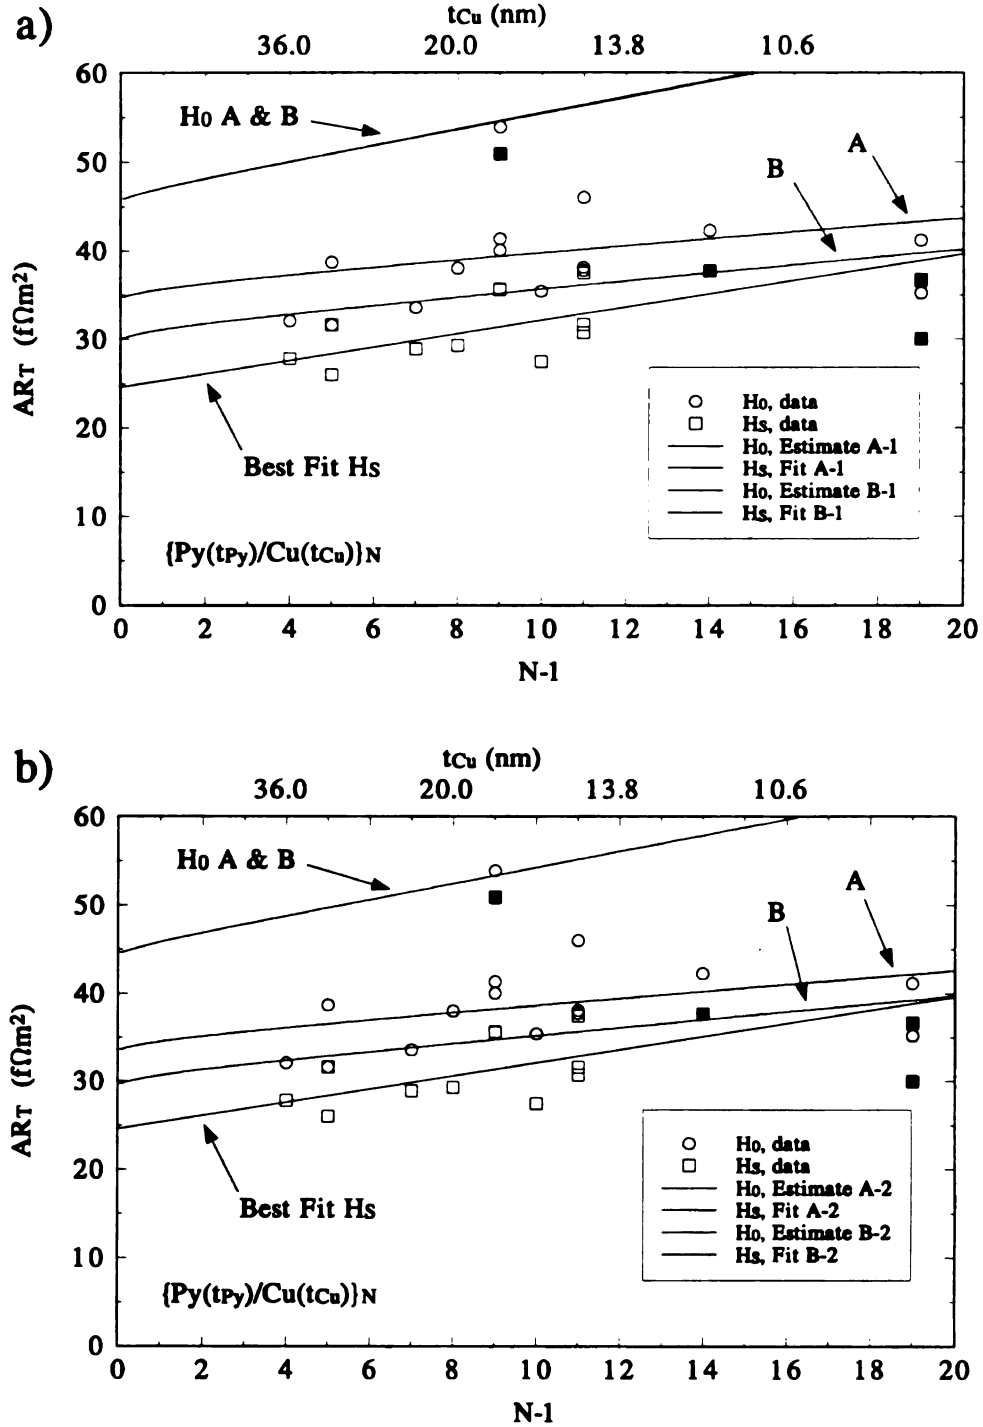 a)
tCu (nm)
36.0 20.0 13.8 10.6
60
50
40
30
20
10
0
ART (fΩm2)
H0 A & B
B
A
Best Fit Hs
{Py(tPy)/Cu(tCu)}N
H0, data
Hs, data
H0, Estimate A-1
Hs, Fit A-1
H0, Estimate B-1
Hs, Fit B-1
0 2 4 6 8 10 12 14 16 18 20
N-1
b)
tCu (nm)
36.0 20.0 13.8 10.6
60
50
40
30
20
10
0
ART (fΩm2)
H0 A & B
B
A
Best Fit Hs
{Py(tPy)/Cu(tCu)}N
H0, data
Hs, data
H0, Estimate A-2
Hs, Fit A-2
H0, Estimate B-2
Hs, Fit B-2
0 2 4 6 8 10 12 14 16 18 20
N-1